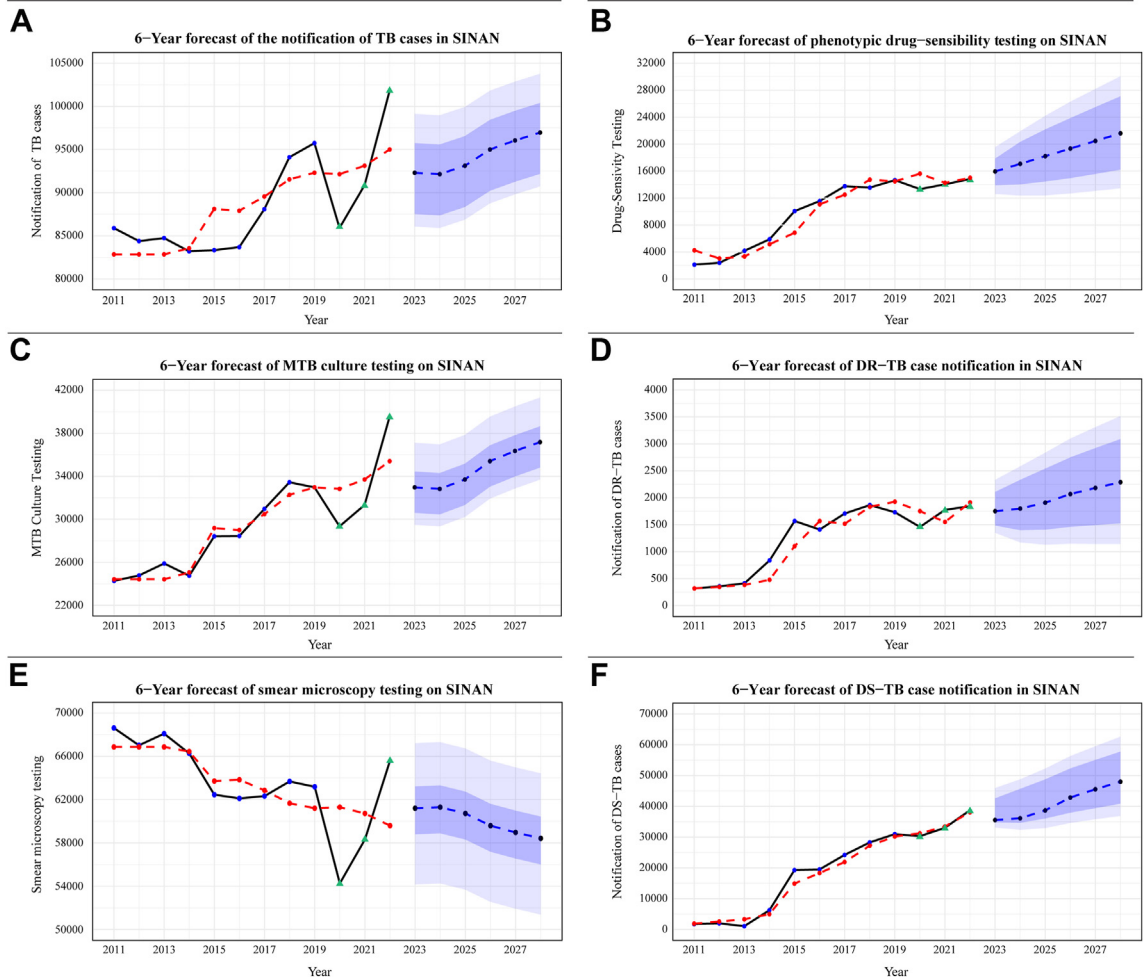 A
6−Year forecast of the notification of TB cases in SINAN
Notification of TB cases
105000
100000
95000
90000
85000
80000
2011 2013 2015 2017 2019 2021 2023 2025 2027
Year
B
6−Year forecast of phenotypic drug−sensibility testing on SINAN
Drug-Sensivity Testing
32000
28000
24000
20000
16000
12000
8000
4000
0
2011 2013 2015 2017 2019 2021 2023 2025 2027
Year
C
6−Year forecast of MTB culture testing on SINAN
MTB Culture Testintg
42000
38000
34000
30000
26000
22000
2011 2013 2015 2017 2019 2021 2023 2025 2027
Year
D
6−Year forecast of DR−TB case notification in SINAN
Notification of DR−TB cases
4000
3500
3000
2500
2000
1500
1000
500
0
2011 2013 2015 2017 2019 2021 2023 2025 2027
Year
E
6−Year forecast of smear microscopy testing on SINAN
Smear microscopy testing
70000
66000
62000
58000
54000
50000
2011 2013 2015 2017 2019 2021 2023 2025 2027
Year
F
6−Year forecast of DS−TB case notification in SINAN
Notification of DS−TB cases
70000
60000
50000
40000
30000
20000
10000
0
2011 2013 2015 2017 2019 2021 2023 2025 2027
Year